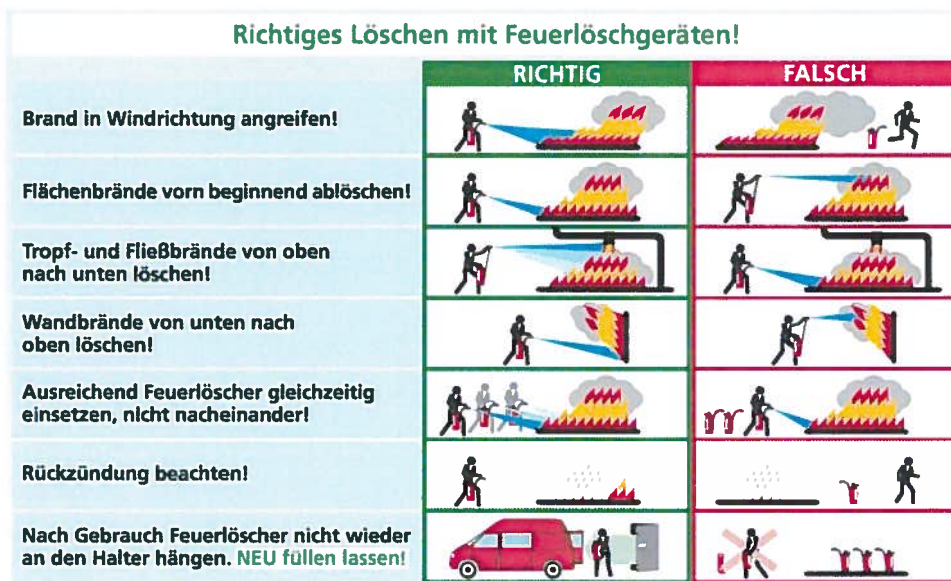 Richtiges Löschen mit Feuerlöschgeräten!
RICHTIG
FALSCH
Brand in Windrichtung angreifen!
Flächenbrände vorn beginnend ablöschen!
Tropf- und Fließbrände von oben
nach unten löschen!
Wandbrände von unten nach
oben löschen!
Ausreichend Feuerlöscher gleichzeitig
einsetzen, nicht nacheinander!
Rückzündung beachten!
Nach Gebrauch Feuerlöscher nicht wieder
an den Halter hängen. NEU füllen lassen!